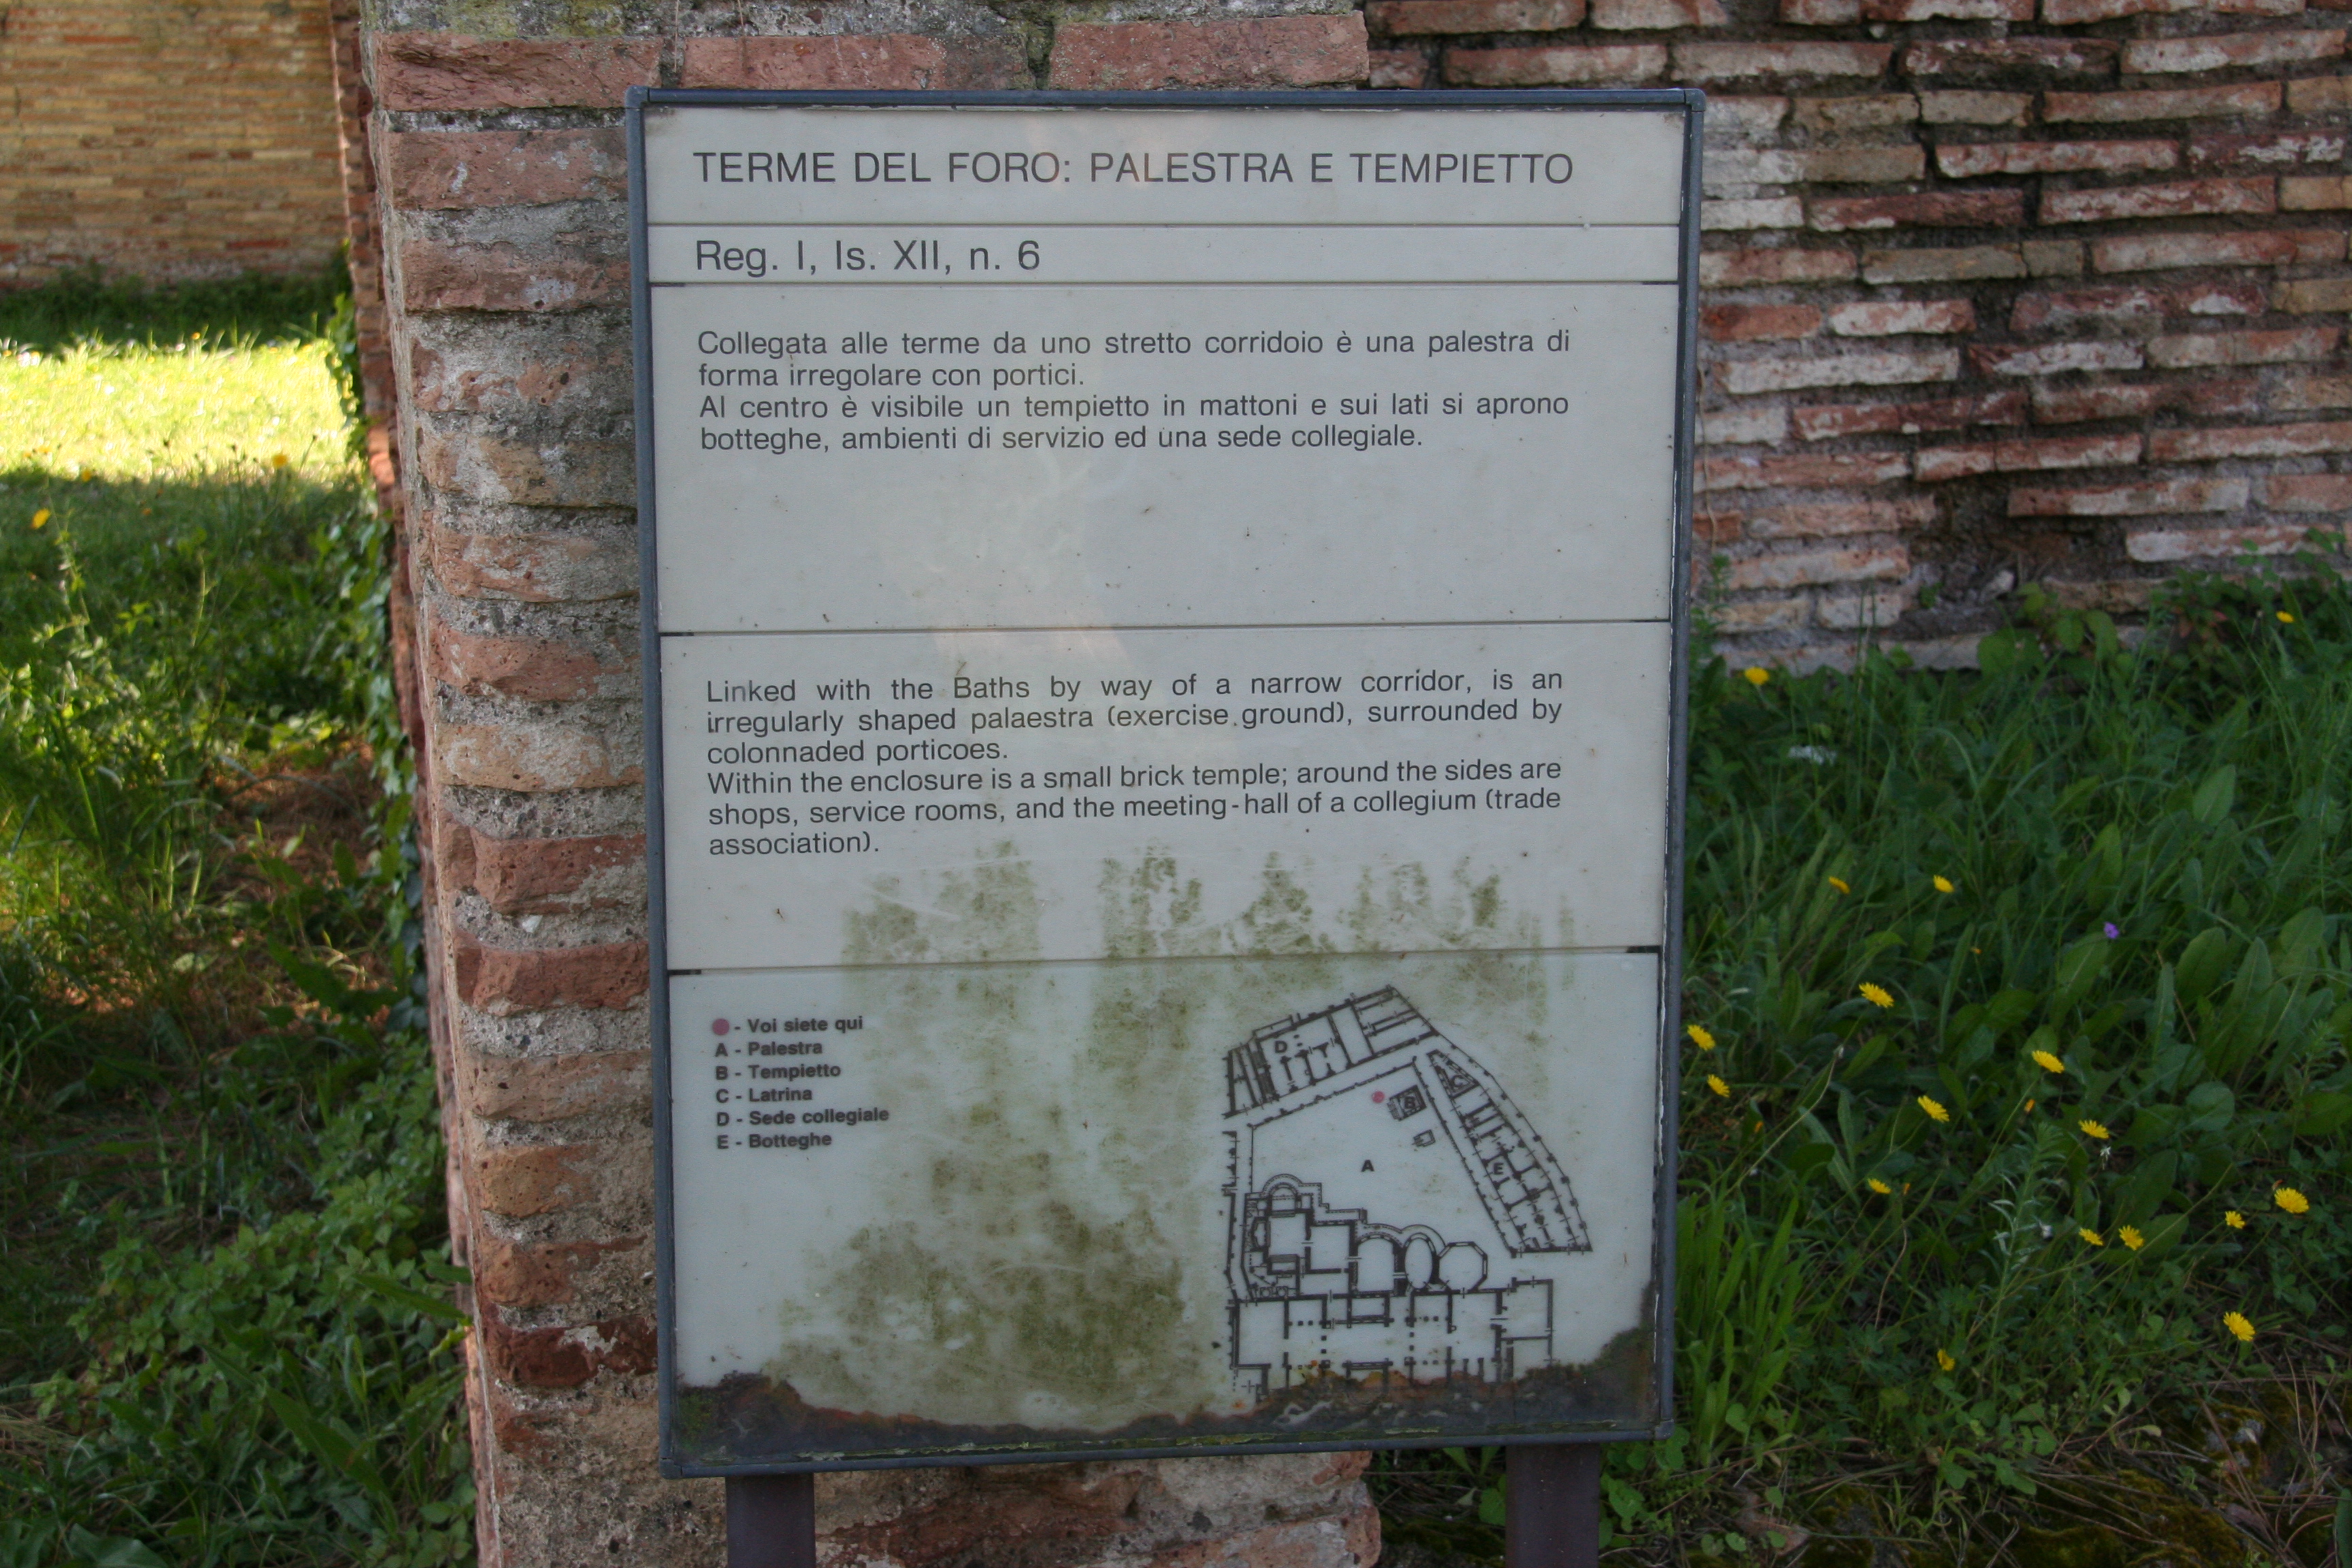 TERME DEL FORO: PALESTRA E TEMPIETTO
Reg. I, Is. XII, n. 6
Collegata alle terme da uno stretto corridoio è una palestra di
forma irregolare con portici.
Al centro è visibile un tempietto in mattoni e sui lati si aprono
botteghe, ambienti di servizio ed una sede collegiale.
Linked with the Baths by way of a narrow corridor, is an
irregularly shaped palaestra (exercise ground), surrounded by
colonnaded porticoes.
Within the enclosure is a small brick temple; around the sides are
shops, service rooms, and the meeting-hall of a collegium (trade
association).
- Voi siete qui
A - Palestra
B - Tempietto
C - Latrina
D - Sede collegiale
E - Botteghe
D
C
B
A
E